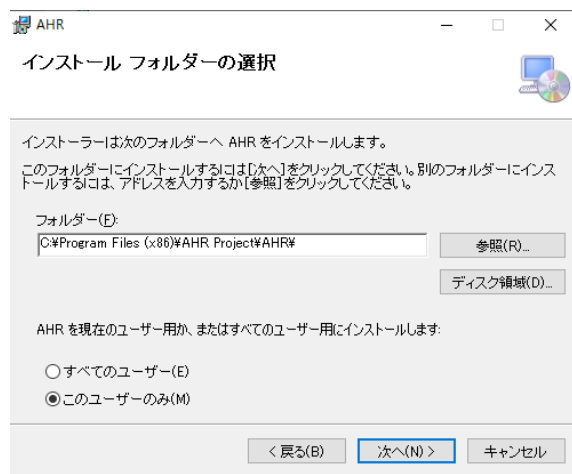 AHR
インストール フォルダーの選択
インストーラーは次のフォルダーへ AHR をインストールします。
このフォルダーにインストールするには[次へ]をクリックしてください。別のフォルダーにインス
トールするには、アドレスを入力するか[参照]をクリックしてください。
フォルダー(F):
C:¥Program Files (x86)¥AHR Project¥AHR¥
参照(R)...
ディスク領域(D)...
AHR を現在のユーザー用か、またはすべてのユーザー用にインストールします:
すべてのユーザー(E)
このユーザーのみ(M)
< 戻る(B)
次へ(N) >
キャンセル